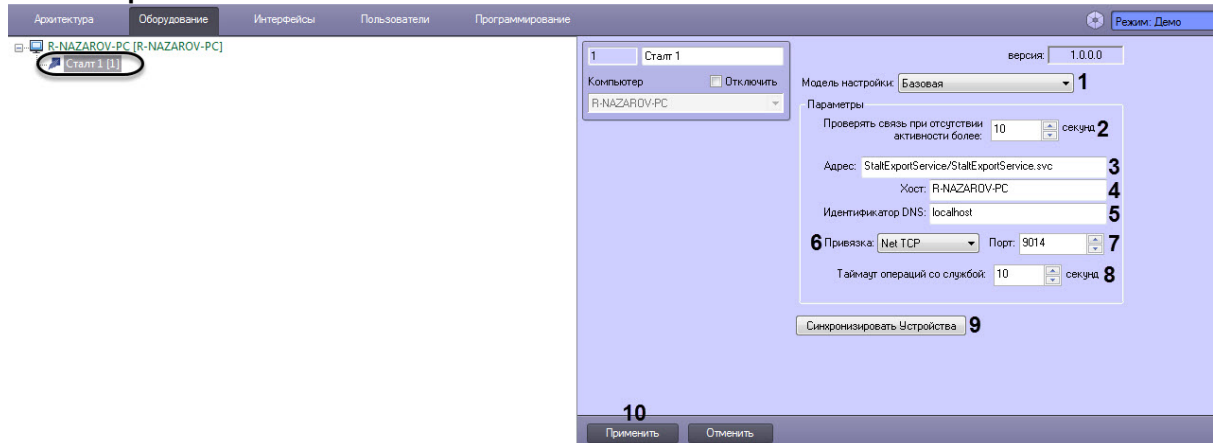 Архитектура Оборудование Интерфейсы Пользователи Программирование Режим: Демо
R-NAZAROV-PC [R-NAZAROV-PC]
Сталт 1 [1]
1 Сталт 1 версия: 1.0.0.0
Компьютер Отключить
R-NAZAROV-PC
Модель настройки: Базовая 1
Параметры
Проверять связь при отсутствии
активности более: 10 секунд 2
Адрес: StaltExportService/StaltExportService.svc 3
Хост: R-NAZAROV-PC 4
Идентификатор DNS: localhost 5
6 Привязка: Net TCP Порт: 9014 7
Таймаут операций со службой: 10 секунд 8
Синхронизировать Устройства 9
10
Применить Отменить